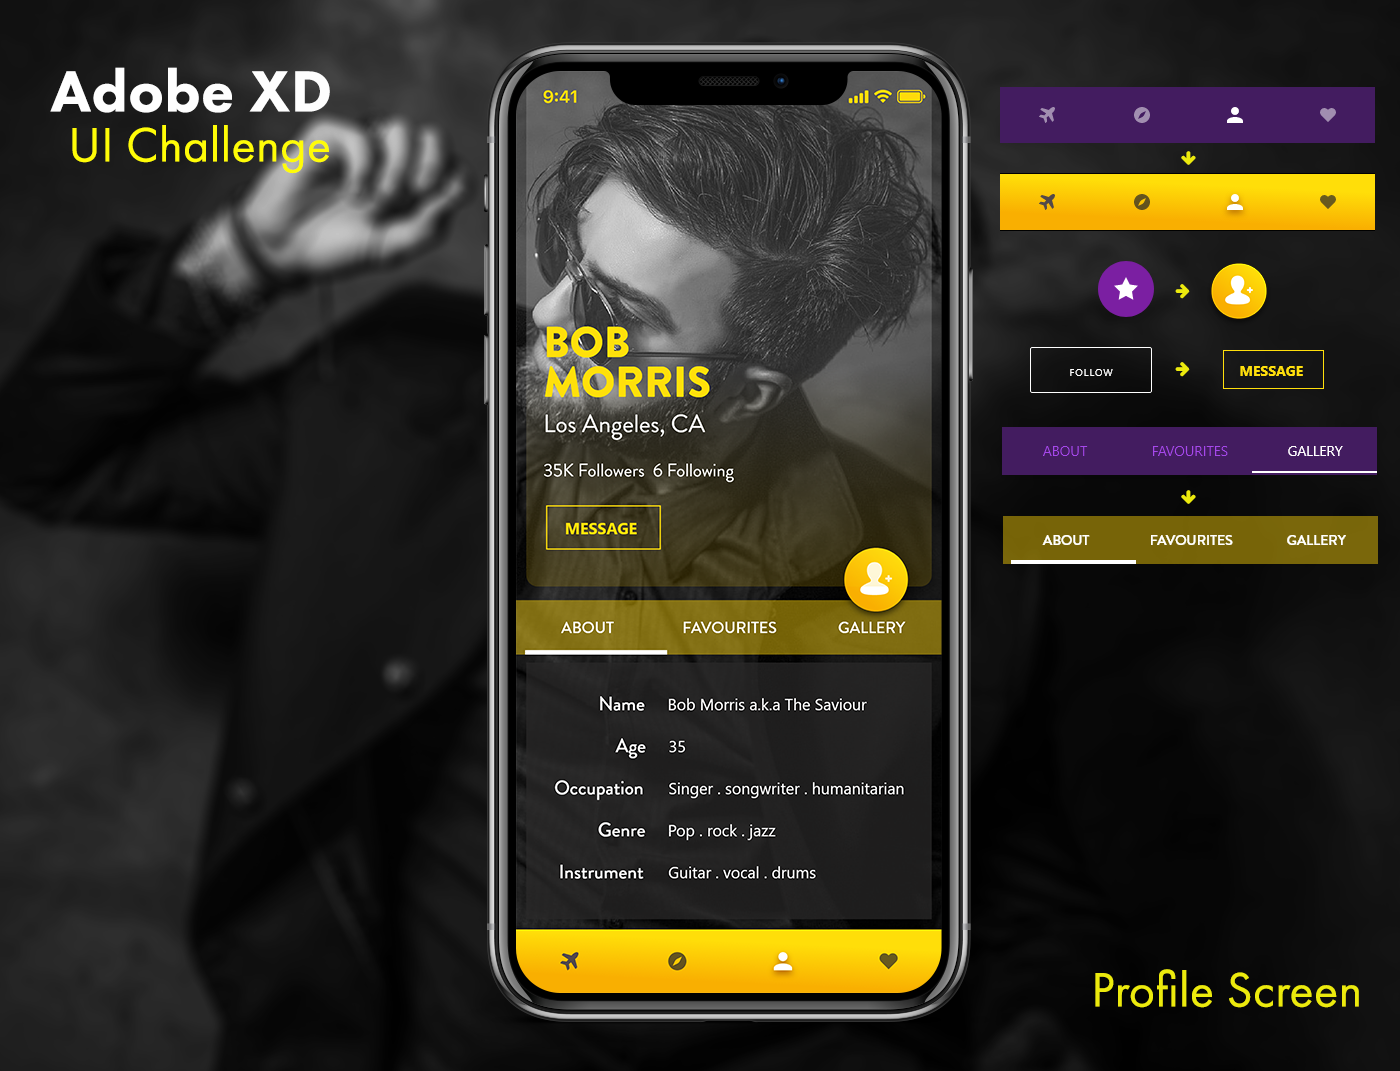 Adobe XD
UI Challenge
9:41
BOB
MORRIS
Los Angeles, CA
35K Followers 6 Following
MESSAGE
ABOUT FAVOURITES GALLERY
Name Bob Morris a.k.a The Saviour
Age 35
Occupation Singer . songwriter . humanitarian
Genre Pop . rock . jazz
Instrument Guitar . vocal . drums
FOLLOW MESSAGE
ABOUT FAVOURITES GALLERY
ABOUT FAVOURITES GALLERY
Profile Screen